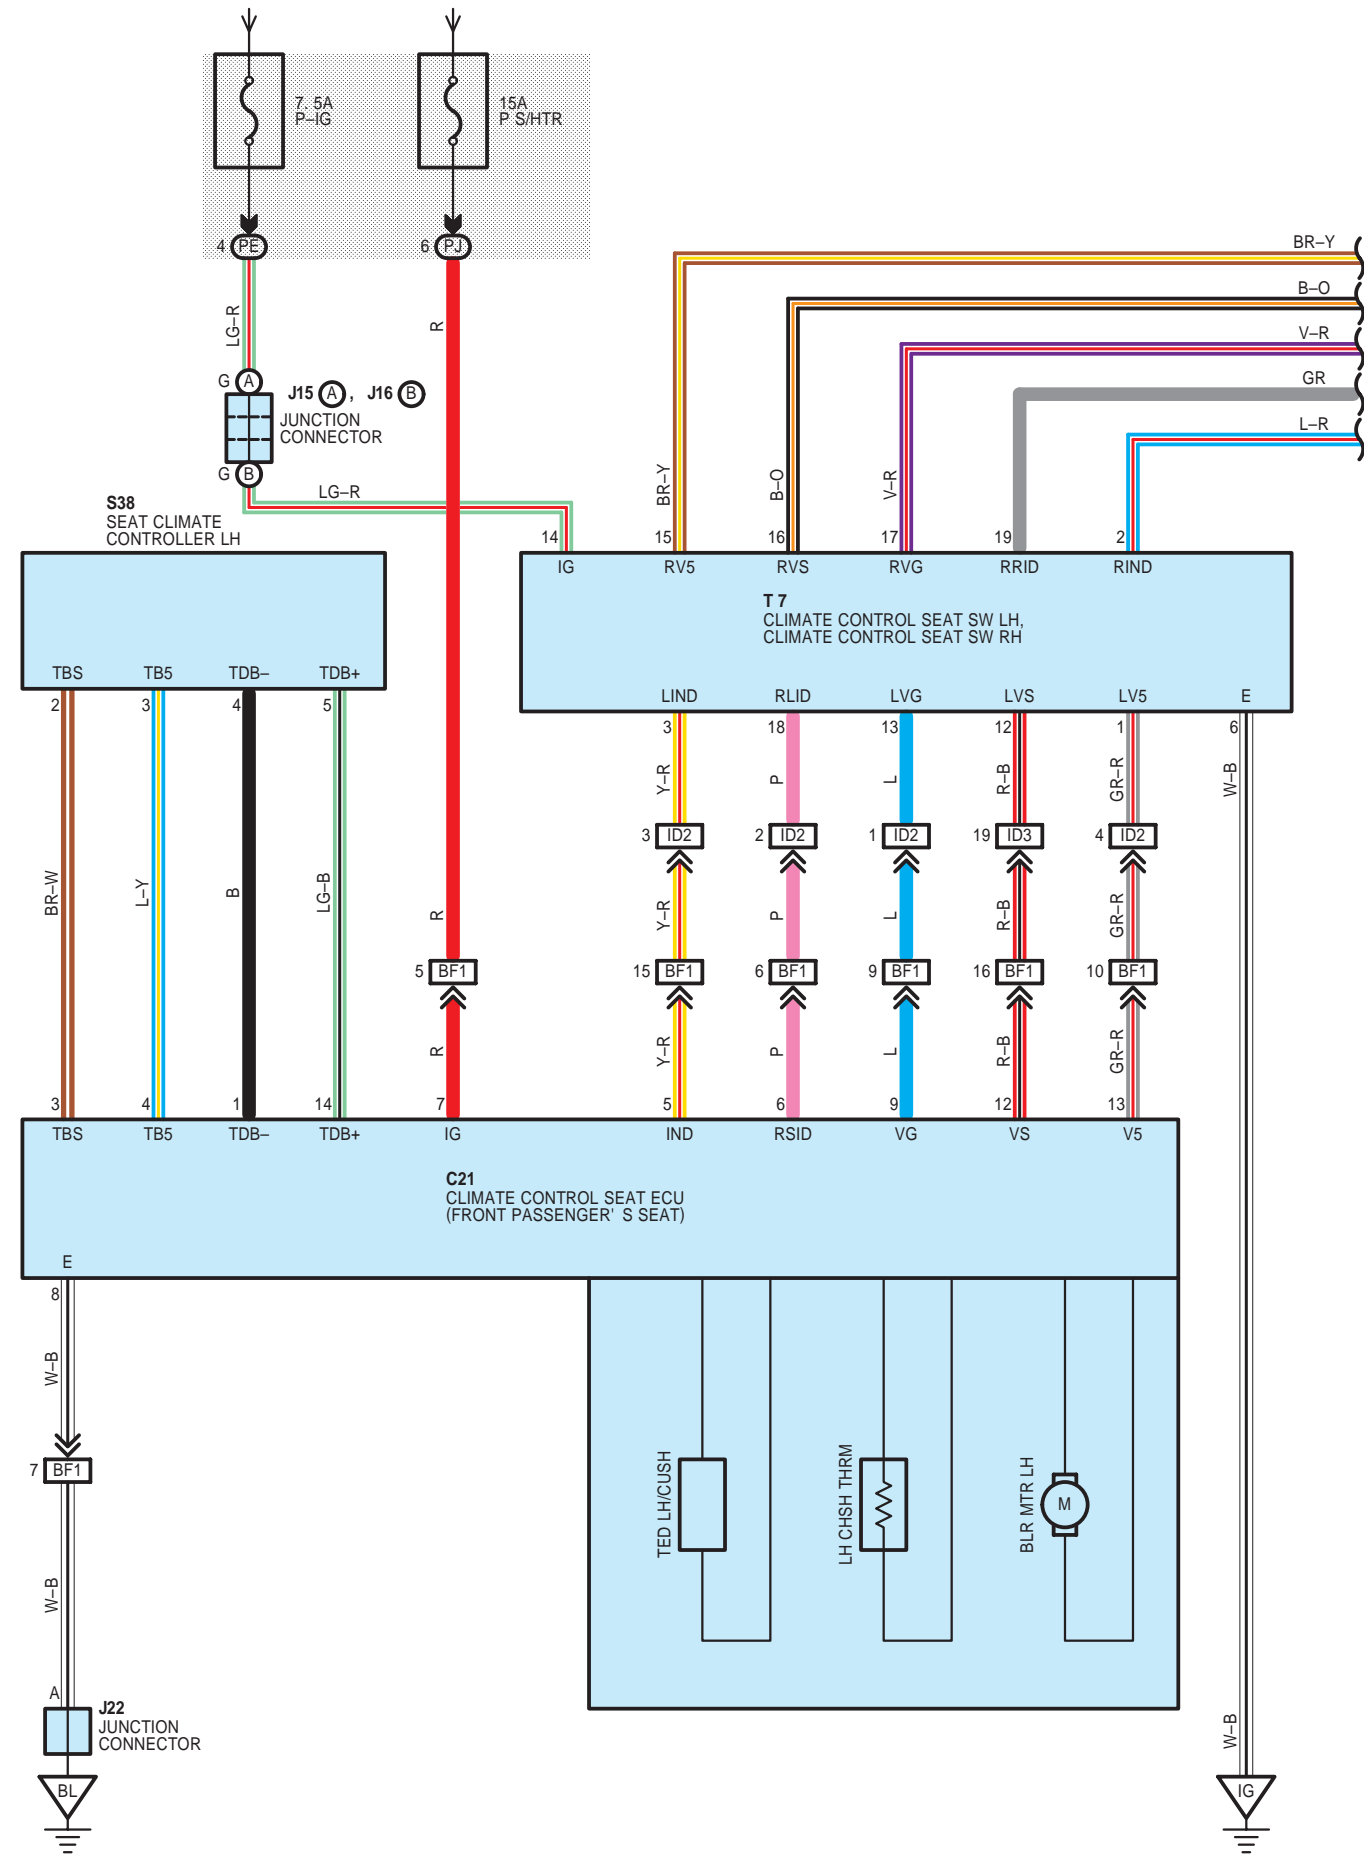 7. 5A
P–IG
15A
P S/HTR
4 PE
6 PJ
BR–Y
B–O
V–R
GR
L–R
LG–R
R
G A
J15 A , J16 B
JUNCTION
CONNECTOR
G B
LG–R
BR–Y
B–O
V–R
S38
SEAT CLIMATE
CONTROLLER LH
14
15
16
17
19
2
IG
RV5
RVS
RVG
RRID
RIND
T 7
CLIMATE CONTROL SEAT SW LH,
CLIMATE CONTROL SEAT SW RH
TBS
TB5
TDB–
TDB+
LIND
RLID
LVG
LVS
LV5
E
2
3
4
5
3
18
13
12
1
6
Y–R
P
L
R–B
GR–R
W–B
3 ID2
2 ID2
1 ID2
19 ID3
4 ID2
BR–W
L–Y
B
LG–B
R
Y–R
P
L
R–B
GR–R
5 BF1
15 BF1
6 BF1
9 BF1
16 BF1
10 BF1
R
Y–R
P
L
R–B
GR–R
3
4
1
14
7
5
6
9
12
13
TBS
TB5
TDB–
TDB+
IG
IND
RSID
VG
VS
V5
C21
CLIMATE CONTROL SEAT ECU
(FRONT PASSENGER' S SEAT)
E
8
W–B
7 BF1
TED LH/CUSH
LH CHSH THRM
BLR MTR LH
M
W–B
A
J22
JUNCTION
CONNECTOR
BL
W–B
IG